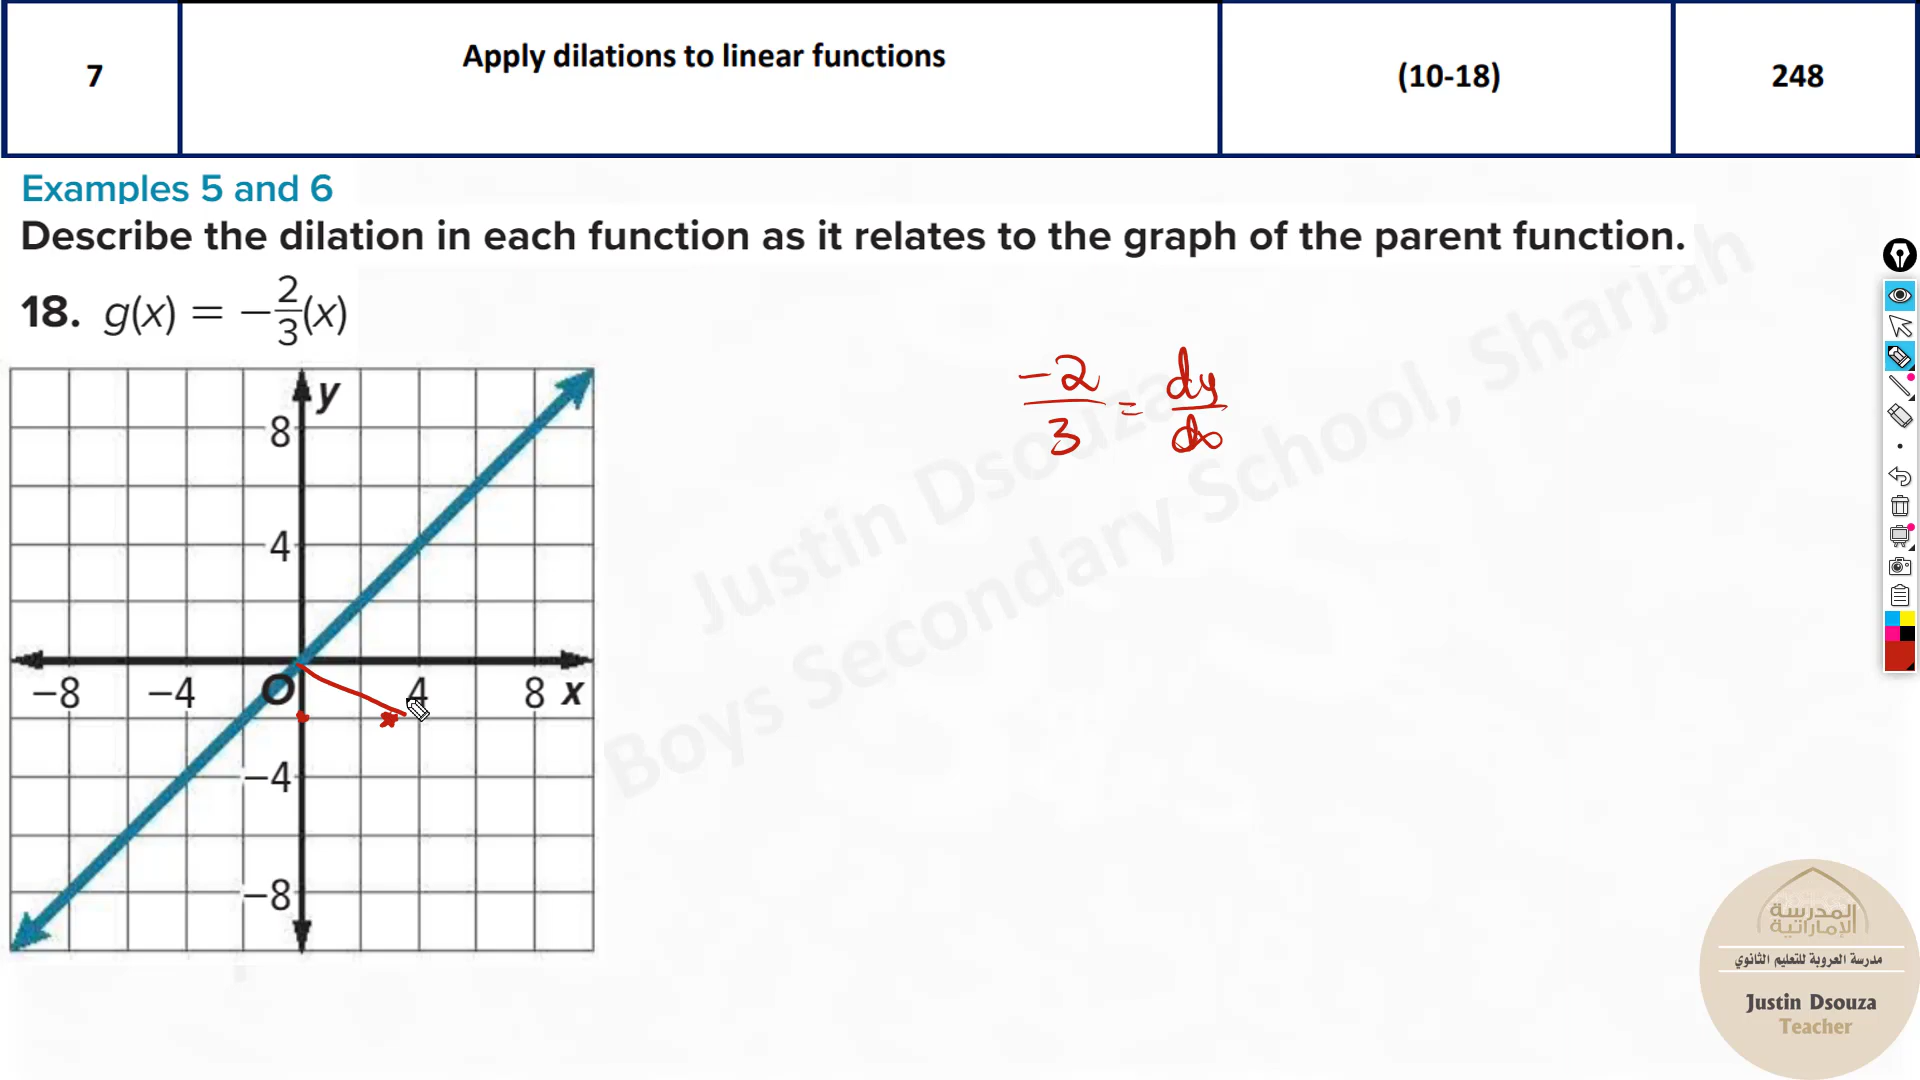 7
Apply dilations to linear functions
(10-18)
248
Examples 5 and 6
Describe the dilation in each function as it relates to the graph of the parent function.
18. g(x) = −2/3(x)
-2/3 = dy/dx
y
8
4
−8 −4 O 4 8 x
−4
−8
Justin Dsouza
Boys Secondary School, Sharjah
المدرسة
الإماراتية
مدرسة العروبة للتعليم الثانوي
Justin Dsouza
Teacher